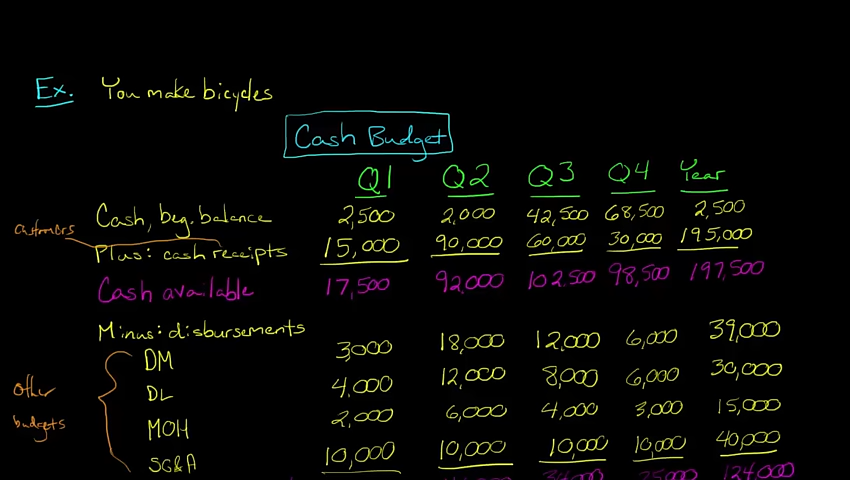 Ex. You make bicycles
Cash Budget
Q1 Q2 Q3 Q4 Year
Cash, beg. balance 2,500 2,000 42,500 68,500 2,500
customers
Plus: cash receipts 15,000 90,000 60,000 30,000 195,000
Cash available 17,500 92,000 102,500 98,500 197,500
Minus: disbursements
DM 3,000 18,000 12,000 6,000 39,000
other budgets
DL 4,000 12,000 8,000 6,000 30,000
MOH 2,000 6,000 4,000 3,000 15,000
SG&A 10,000 10,000 10,000 10,000 40,000
34,000 25,000 124,000